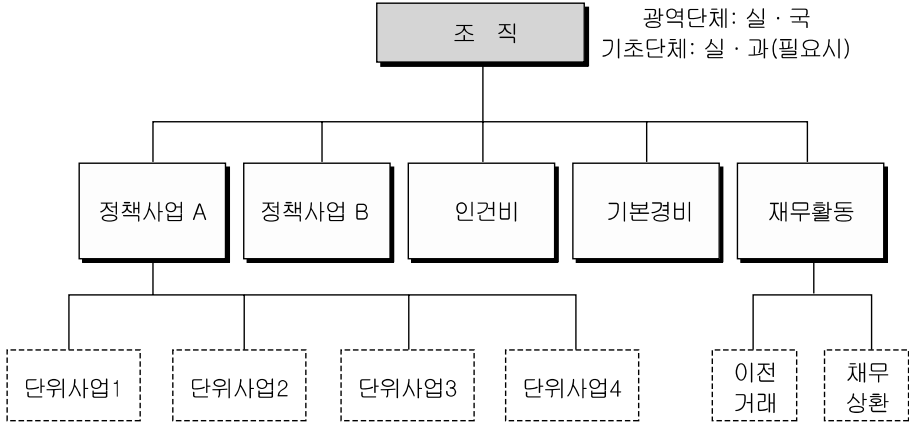 조 직
광역단체: 실 · 국
기초단체: 실 · 과(필요시)
정책사업 A
정책사업 B
인건비
기본경비
재무활동
단위사업1
단위사업2
단위사업3
단위사업4
이전
거래
채무
상환